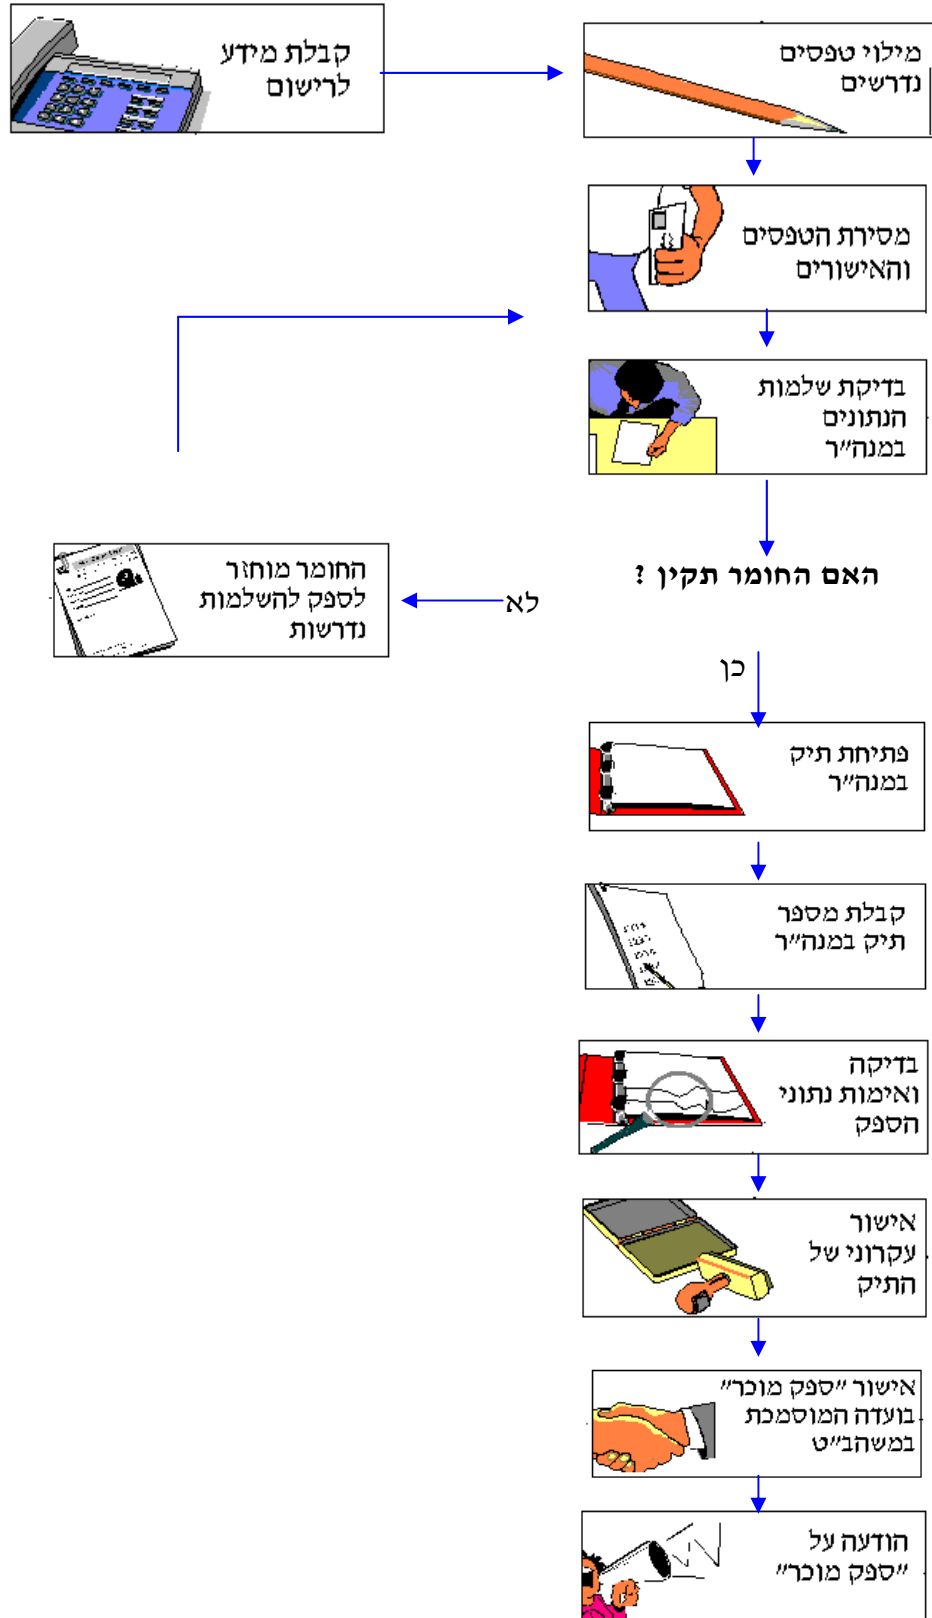 קבלת מידע
לרישום
מילוי טפסים
נדרשים
מסירת הטפסים
והאישורים
בדיקת שלמות
הנתונים
במנה"ר
האם החומר תקין ?
לא
החומר מוחזר
לספק להשלמות
נדרשות
כן
פתיחת תיק
במנה"ר
קבלת מספר
תיק במנה"ר
בדיקה
ואימות נתוני
הספק
אישור
עקרוני של
התיק
אישור "ספק מוכר"
בועדה המוסמכת
במשהב"ט
הודעה על
"ספק מוכר"